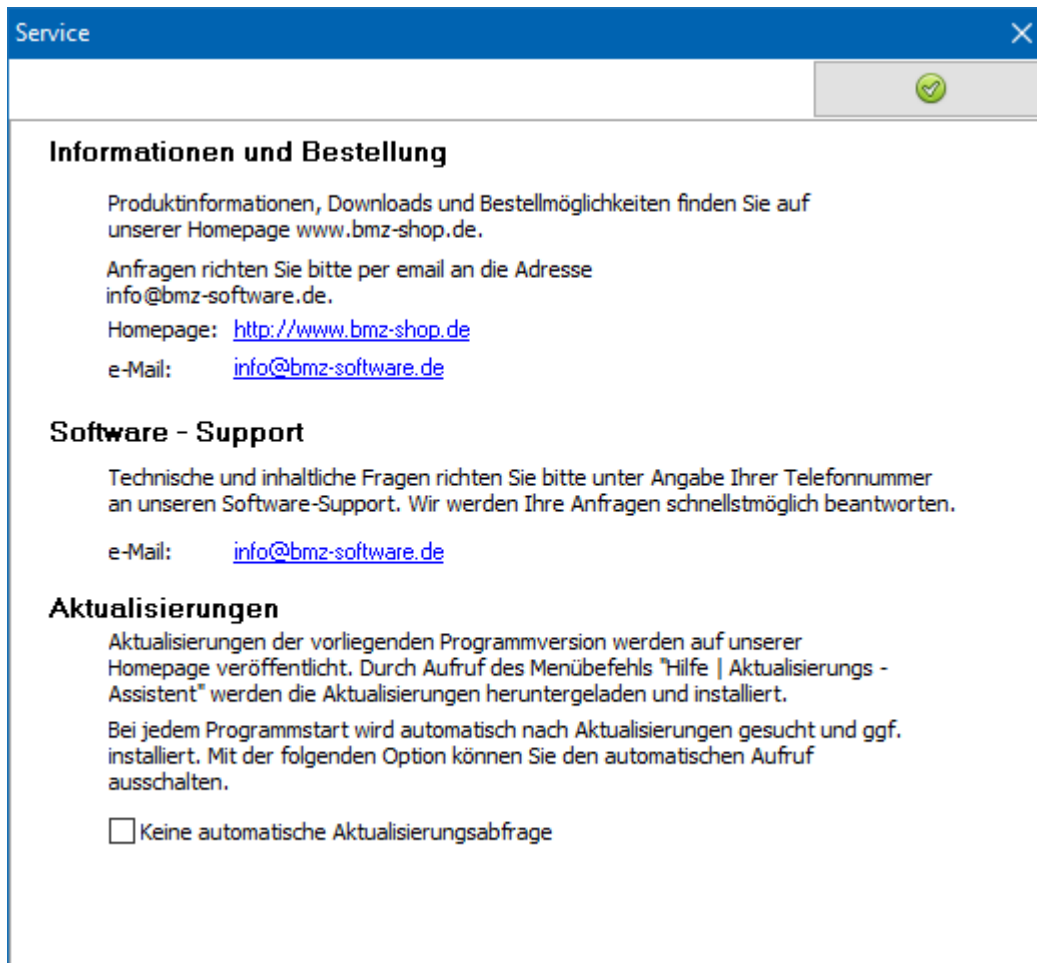 Service
Informationen und Bestellung
Produktinformationen, Downloads und Bestellmöglichkeiten finden Sie auf
unserer Homepage www.bmz-shop.de.
Anfragen richten Sie bitte per email an die Adresse
info@bmz-software.de.
Homepage: http://www.bmz-shop.de
e-Mail: info@bmz-software.de
Software - Support
Technische und inhaltliche Fragen richten Sie bitte unter Angabe Ihrer Telefonnummer
an unseren Software-Support. Wir werden Ihre Anfragen schnellstmöglich beantworten.
e-Mail: info@bmz-software.de
Aktualisierungen
Aktualisierungen der vorliegenden Programmversion werden auf unserer
Homepage veröffentlicht. Durch Aufruf des Menübefehls "Hilfe | Aktualisierungs -
Assistent" werden die Aktualisierungen heruntergeladen und installiert.
Bei jedem Programmstart wird automatisch nach Aktualisierungen gesucht und ggf.
installiert. Mit der folgenden Option können Sie den automatischen Aufruf
ausschalten.
Keine automatische Aktualisierungsabfrage